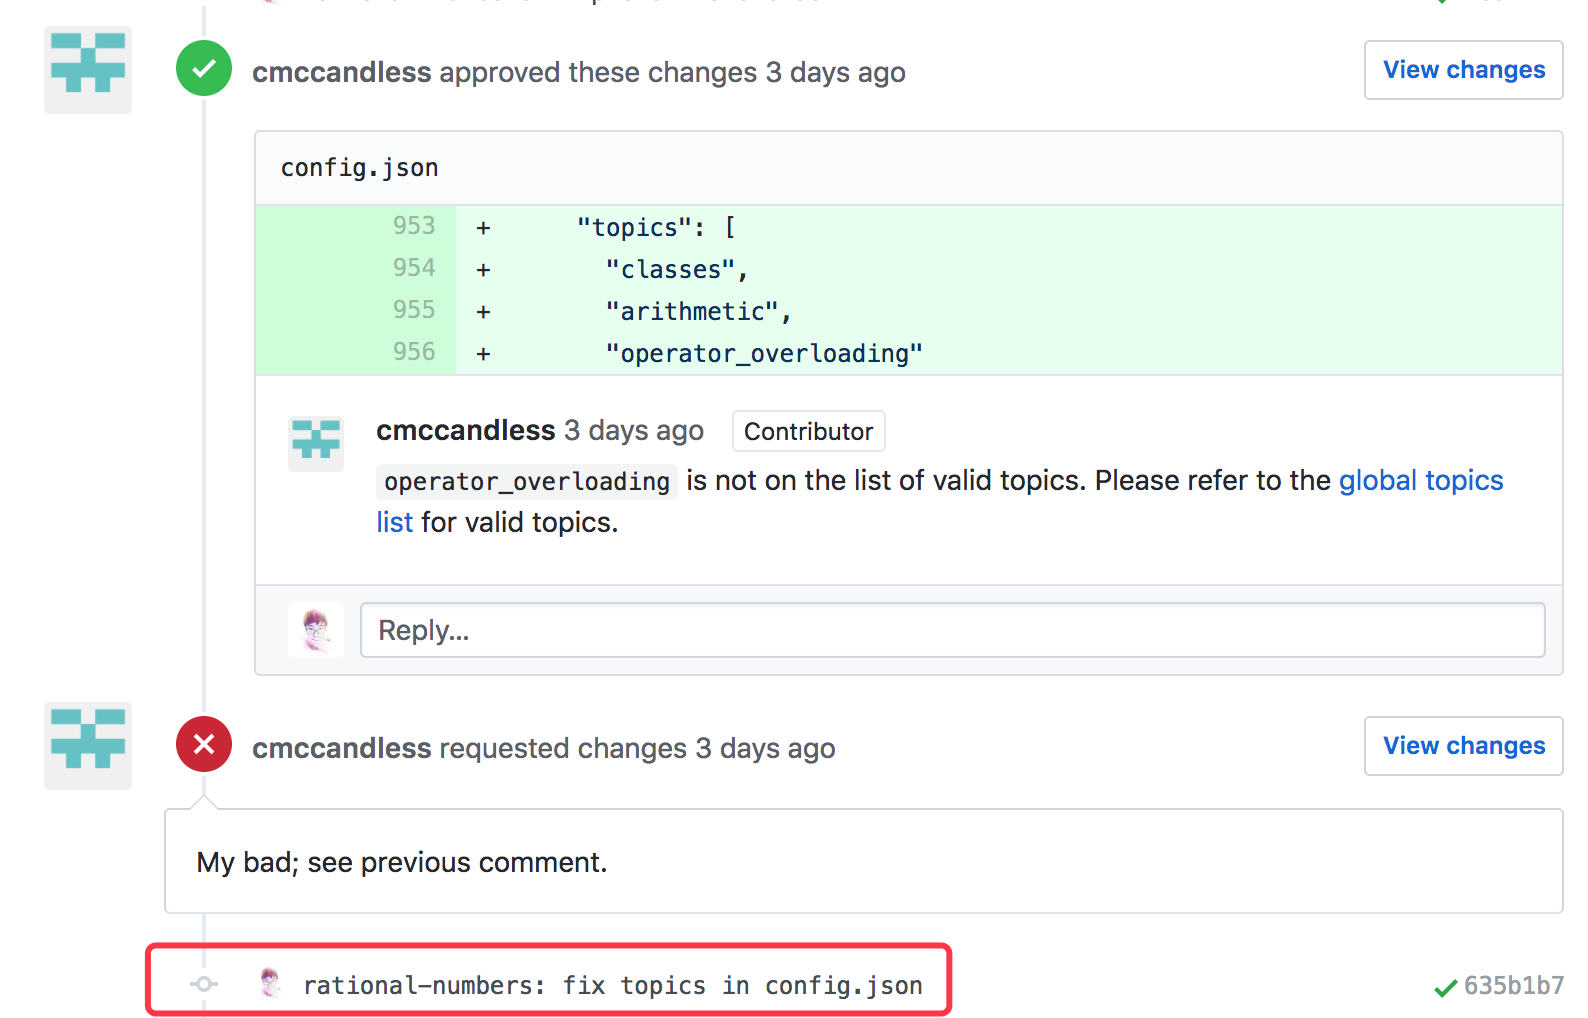 cmccandless approved these changes 3 days ago
View changes
config.json
953 + "topics": [
954 + "classes",
955 + "arithmetic",
956 + "operator_overloading"
cmccandless 3 days ago Contributor
operator_overloading is not on the list of valid topics. Please refer to the global topics
list for valid topics.
Reply...
cmccandless requested changes 3 days ago
View changes
My bad; see previous comment.
rational-numbers: fix topics in config.json
635b1b7